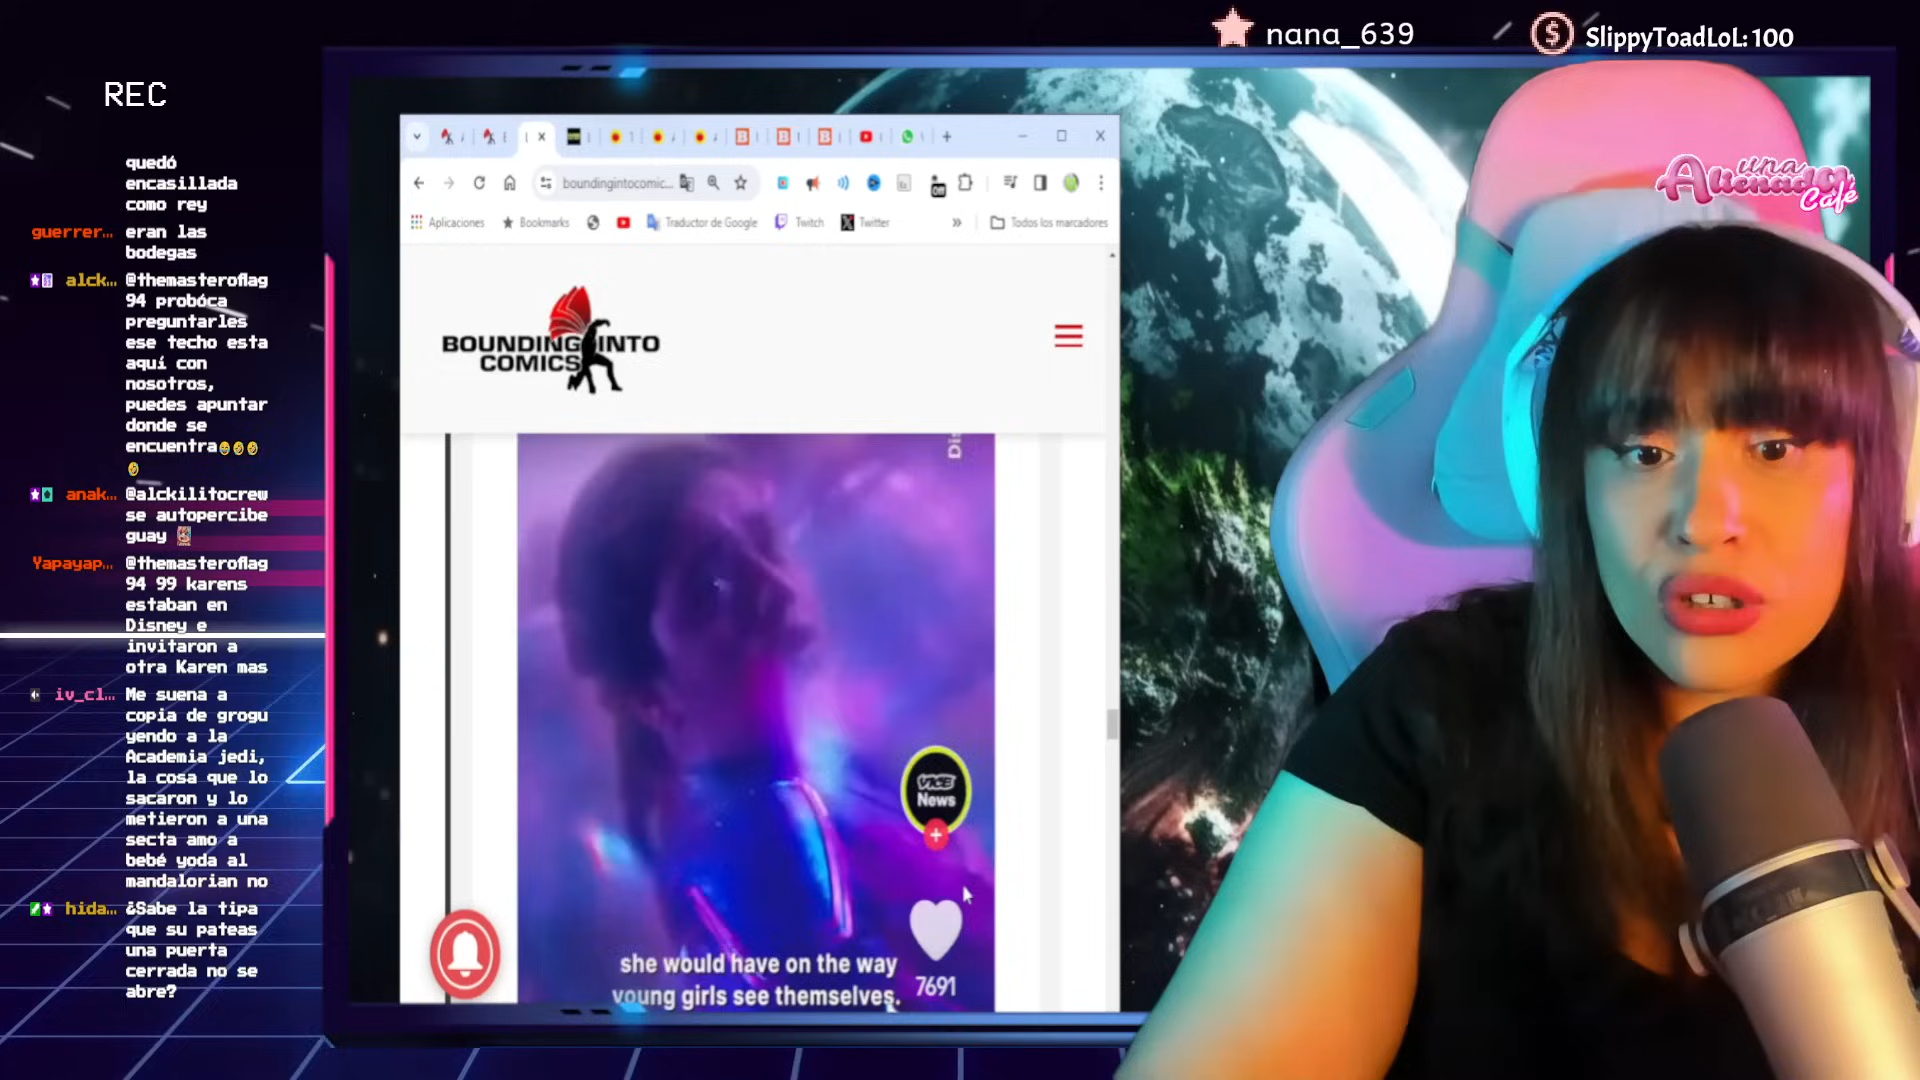 nana_639
SlippyToadLoL: 100
REC
quedó
encasillada
como rey
guerrer... eran las
bodegas
alck... @themasteroflag
94 probóca
preguntarles
ese techo esta
aquí con
nosotros,
puedes apuntar
donde se
encuentra
anak... @alckilitocrew
se autopercibe
guay
Yapayap... @themasteroflag
94 99 karens
estaban en
Disney e
invitaron a
otra Karen mas
iv_cl... Me suena a
copia de grogu
yendo a la
Academia jedi,
la cosa que lo
sacaron y lo
metieron a una
secta amo a
bebé yoda al
mandalorian no
hida... ¿Sabe la tipa
que su pateas
una puerta
cerrada no se
abre?
boundingintocomic...
Aplicaciones
Bookmarks
Traductor de Google
Twitch
Twitter
Todos los marcadores
BOUNDING INTO
COMICS
Dis
VICE
News
7691
she would have on the way
young girls see themselves.
una
Alienada
Café